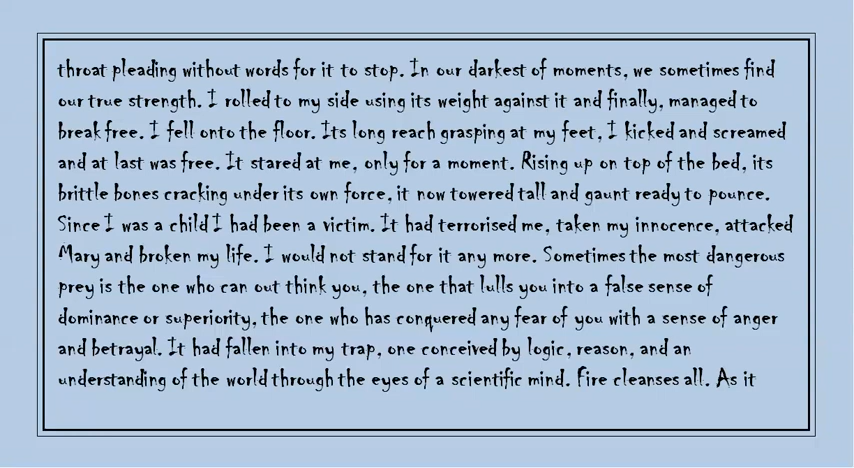 throat pleading without words for it to stop. In our darkest of moments, we sometimes find
our true strength. I rolled to my side using its weight against it and finally, managed to
break free. I fell onto the floor. Its long reach grasping at my feet, I kicked and screamed
and at last was free. It stared at me, only for a moment. Rising up on top of the bed, its
brittle bones cracking under its own force, it now towered tall and gaunt ready to pounce.
Since I was a child I had been a victim. It had terrorised me, taken my innocence, attacked
Mary and broken my life. I would not stand for it any more. Sometimes the most dangerous
prey is the one who can out think you, the one that lulls you into a false sense of
dominance or superiority, the one who has conquered any fear of you with a sense of anger
and betrayal. It had fallen into my trap, one conceived by logic, reason, and an
understanding of the world through the eyes of a scientific mind. Fire cleanses all. As it